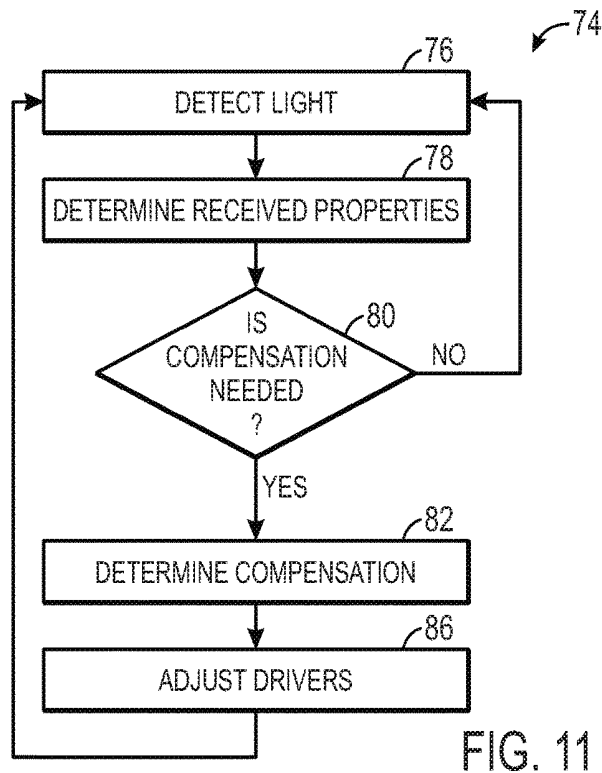 74
76
DETECT LIGHT
78
DETERMINE RECEIVED PROPERTIES
80
IS
COMPENSATION
NEEDED
?
NO
YES
82
DETERMINE COMPENSATION
86
ADJUST DRIVERS
FIG. 11